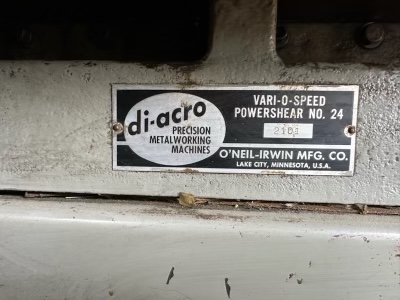 di-acro
PRECISION
METALWORKING
MACHINES
VARI-O-SPEED
POWERSHEAR NO. 24
2101
O'NEIL-IRWIN MFG. CO.
LAKE CITY, MINNESOTA, U.S.A.